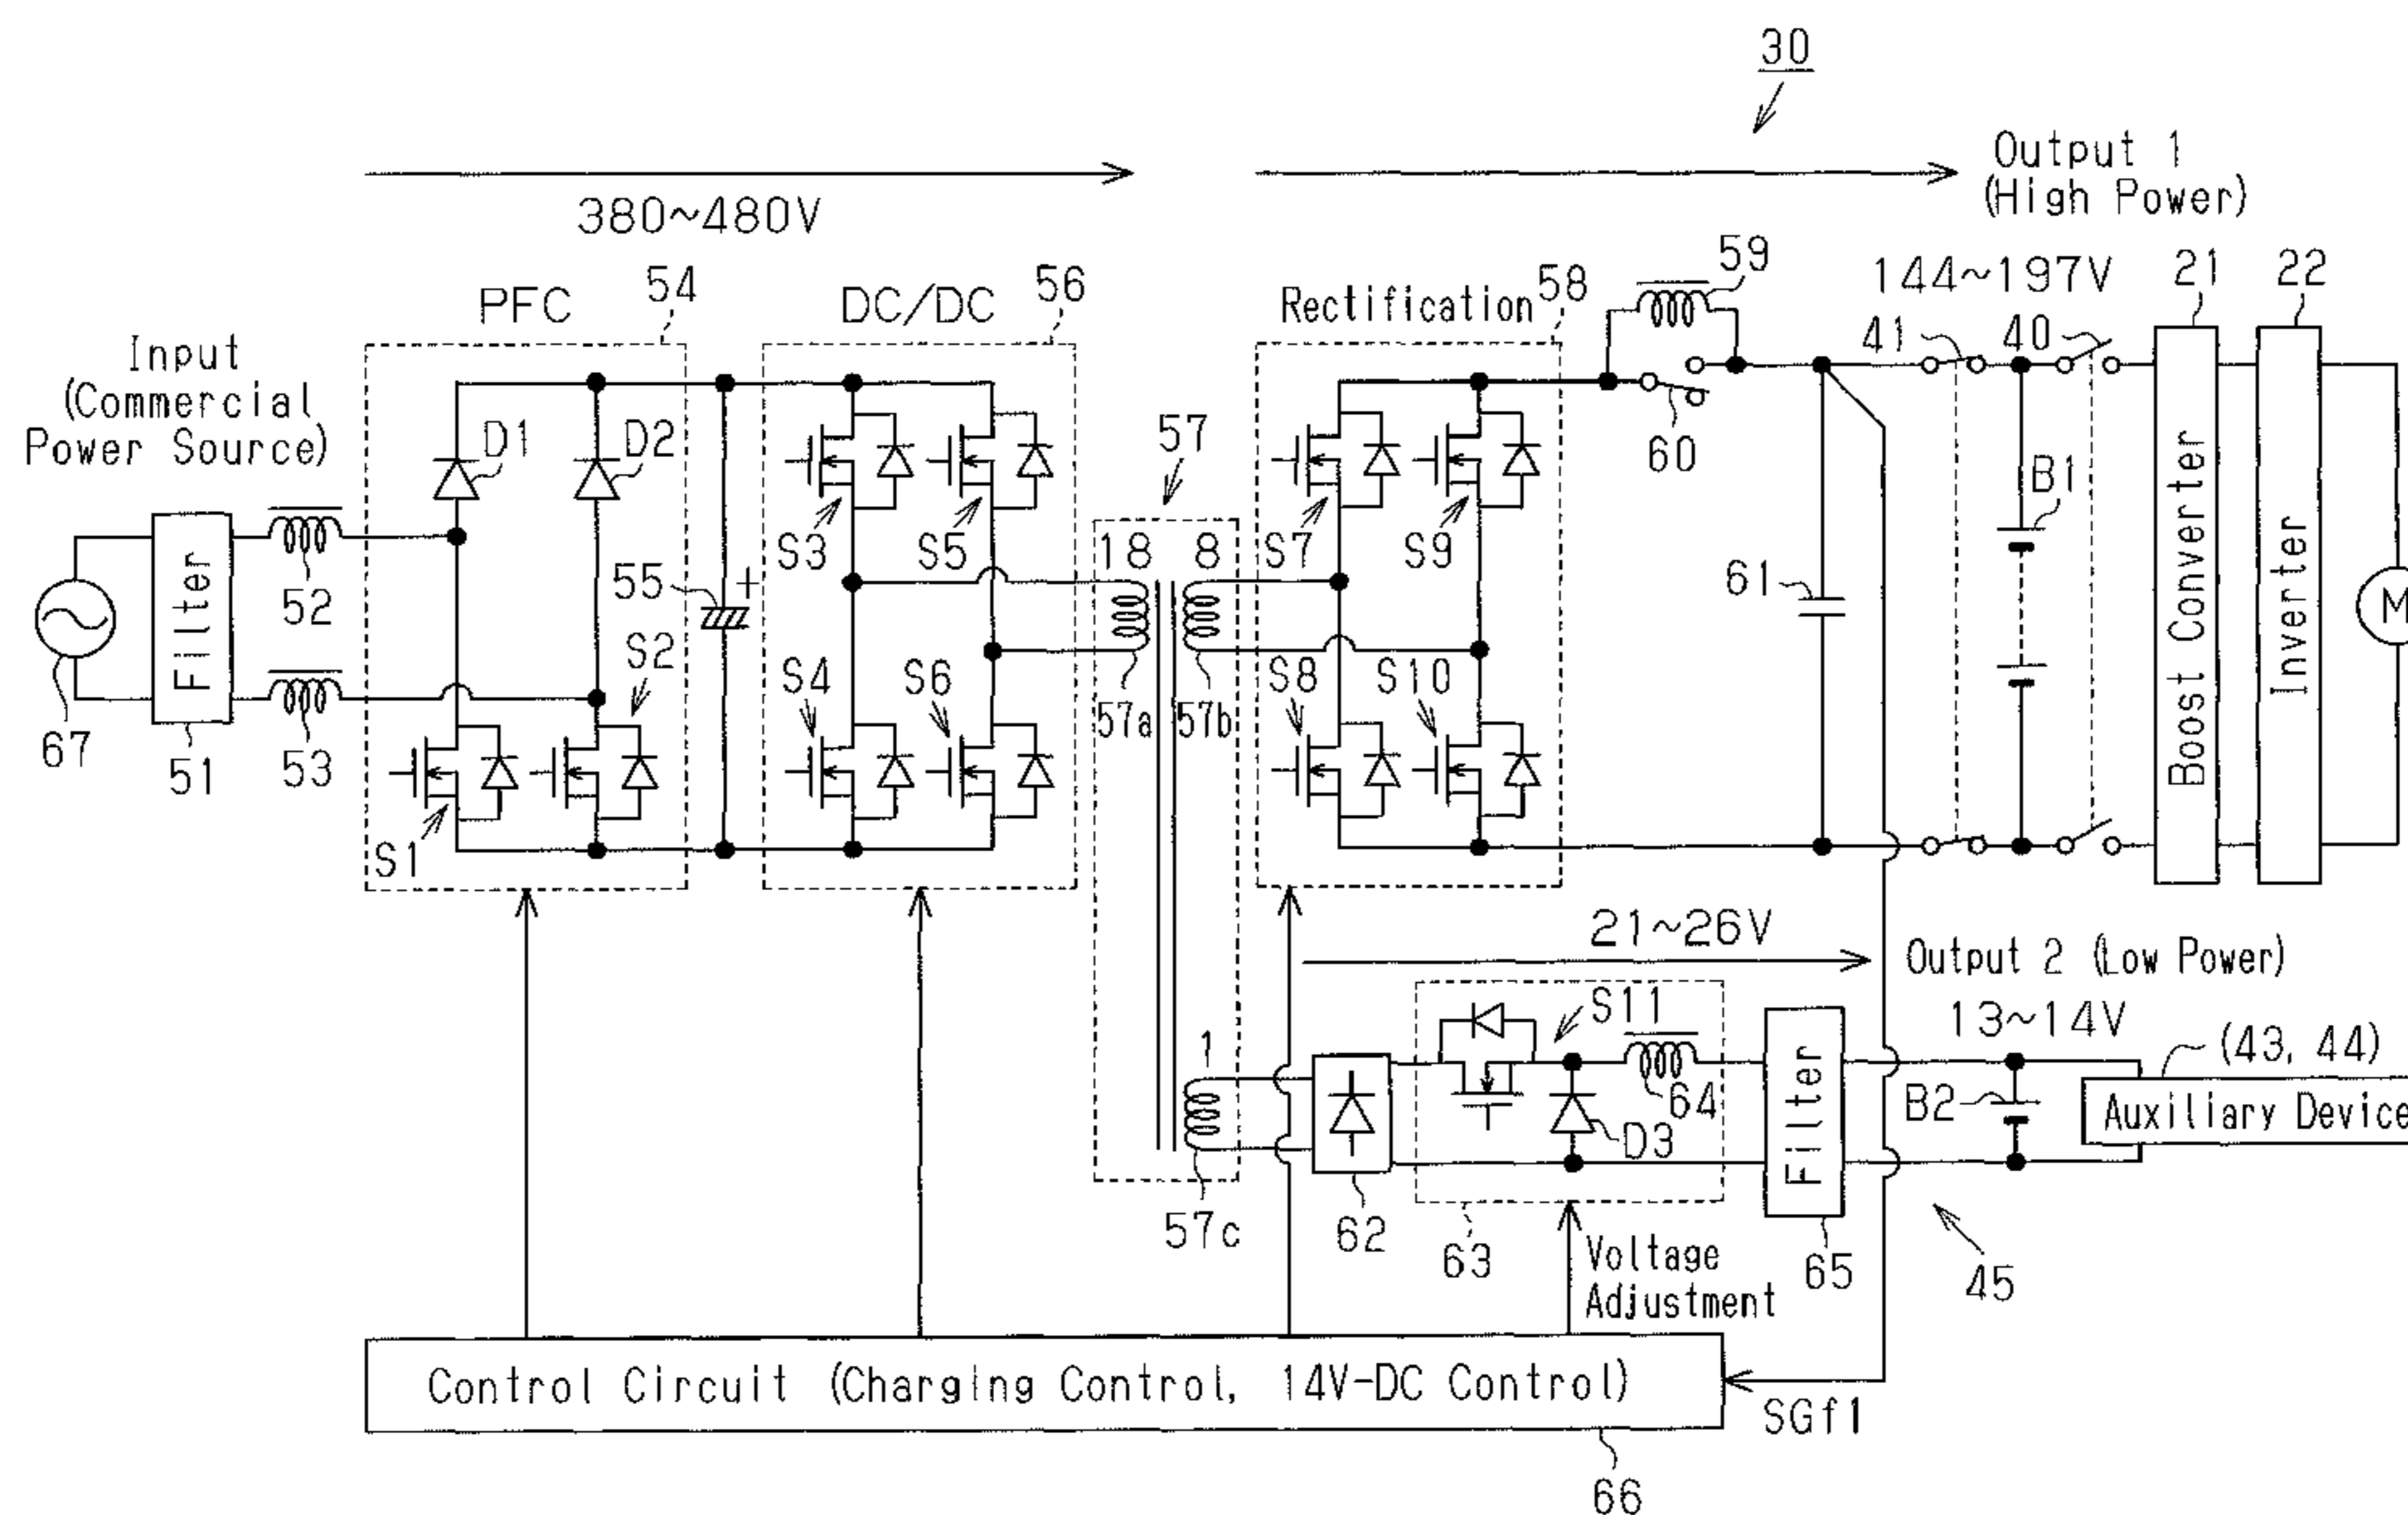 30
Output 1
(High Power)
380~480V
59
144~197V
21
22
PFC
54
DC/DC
56
Rectification
58
41
40
Input
(Commercial
Power Source)
D1
D2
57
60
B1
Boost Converter
Inverter
M
Filter
52
55
+
S3
S5
18
8
S7
S9
61
S2
S4
S6
57a
57b
S8
S10
67
51
53
S1
21~26V
Output 2 (Low Power)
S11
13~14V
(43, 44)
1
64
D3
Filter
B2
Auxiliary Device
57c
62
63
Voltage
Adjustment
65
45
Control Circuit (Charging Control, 14V-DC Control)
SGf1
66